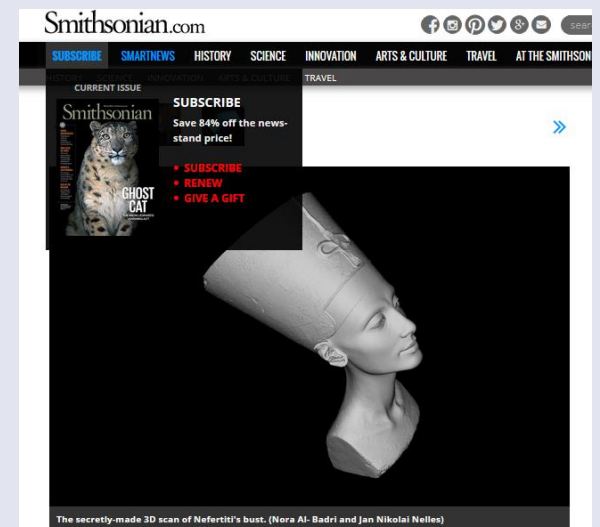 Smithsonian.com
sear
SUBSCRIBE SMARTNEWS HISTORY SCIENCE INNOVATION ARTS & CULTURE TRAVEL AT THE SMITHSON
HISTORY SCIENCE INNOVATION ARTS & CULTURE TRAVEL
CURRENT ISSUE
Smithsonian
GHOST
CAT
SUBSCRIBE
Save 84% off the news-
stand price!
• SUBSCRIBE
• RENEW
• GIVE A GIFT
The secretly-made 3D scan of Nefertiti's bust. (Nora Al- Badri and Jan Nikolai Nelles)